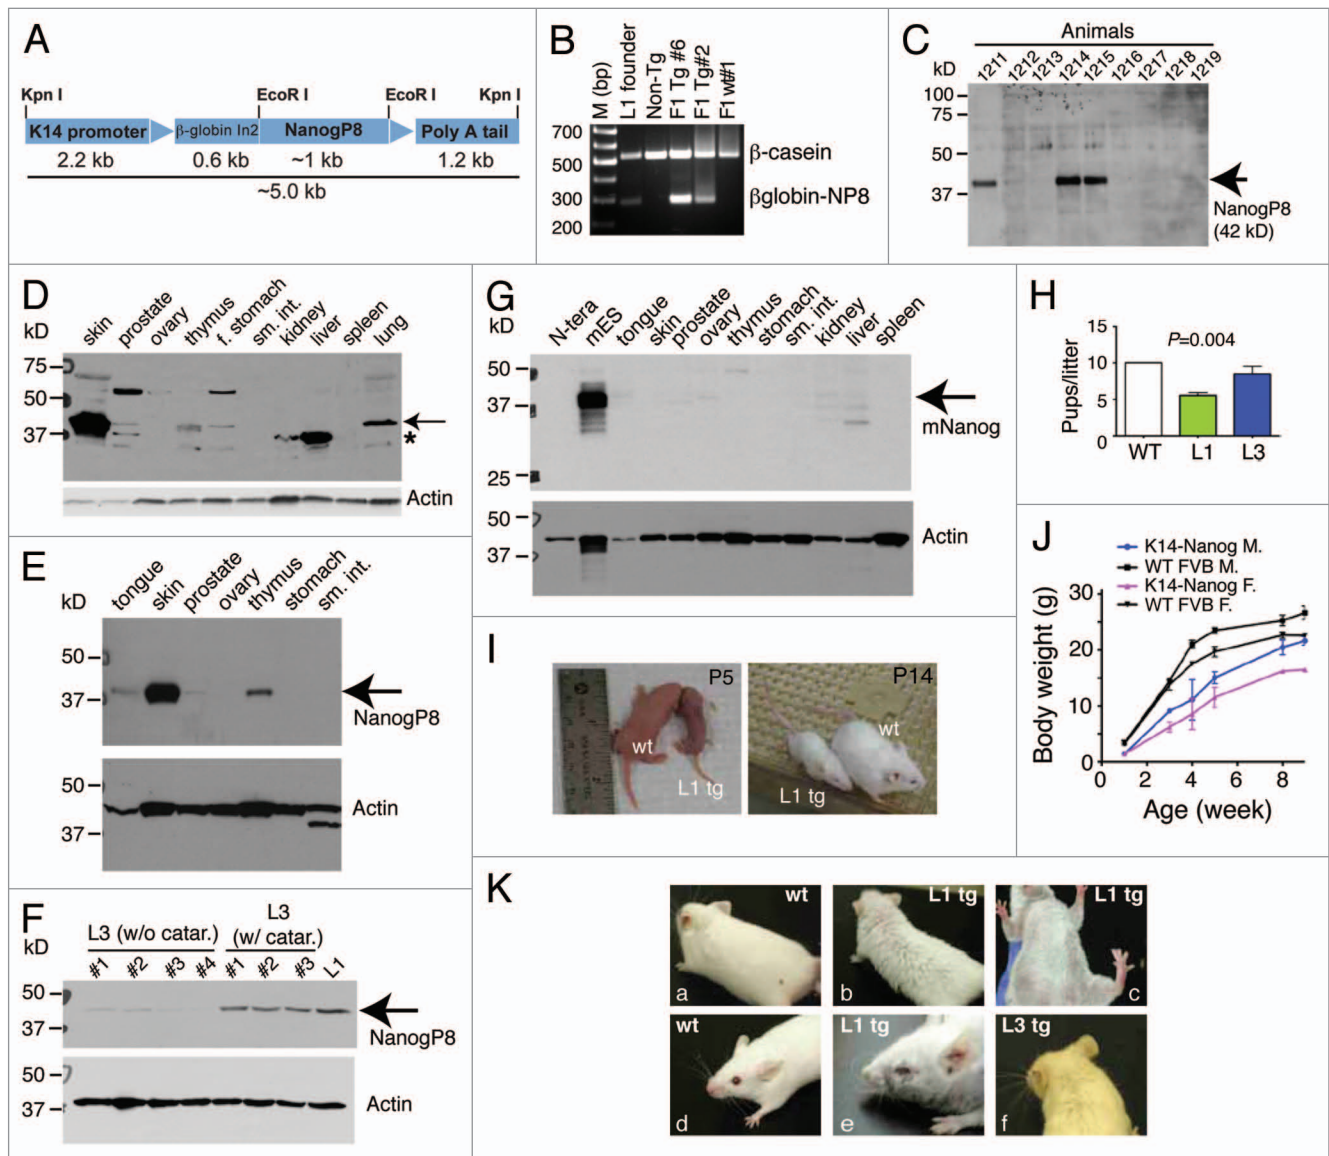 A
Kpn I
EcoR I
EcoR I
Kpn I
K14 promoter
β-globin In2
NanogP8
Poly A tail
2.2 kb
0.6 kb
~1 kb
1.2 kb
~5.0 kb
B
M (bp)
L1 founder
Non-Tg
F1 Tg #6
F1 Tg#2
F1 wt#1
700
500
300
200
β-casein
βglobin-NP8
C
Animals
kD
1211
1212
1213
1214
1215
1216
1217
1218
1219
100
75
50
37
NanogP8
(42 kD)
D
kD
skin
prostate
ovary
thymus
f. stomach
sm. int.
kidney
liver
spleen
lung
75
50
37
*
Actin
E
kD
tongue
skin
prostate
ovary
thymus
stomach
sm. int.
50
37
NanogP8
50
37
Actin
F
kD
L3 (w/o catar.)
L3
(w/ catar.)
#1
#2
#3
#4
#1
#2
#3
L1
50
37
NanogP8
50
37
Actin
G
kD
N-tera
mES
tongue
skin
prostate
ovary
thymus
stomach
sm. int.
kidney
liver
spleen
50
37
25
mNanog
50
37
Actin
H
Pups/litter
15
10
5
0
P=0.004
WT
L1
L3
I
P5
wt
L1 tg
P14
wt
L1 tg
J
K14-Nanog M.
WT FVB M.
K14-Nanog F.
WT FVB F.
Body weight (g)
30
20
10
0
0
2
4
6
8
Age (week)
K
wt
a
L1 tg
b
L1 tg
c
wt
d
L1 tg
e
L3 tg
f